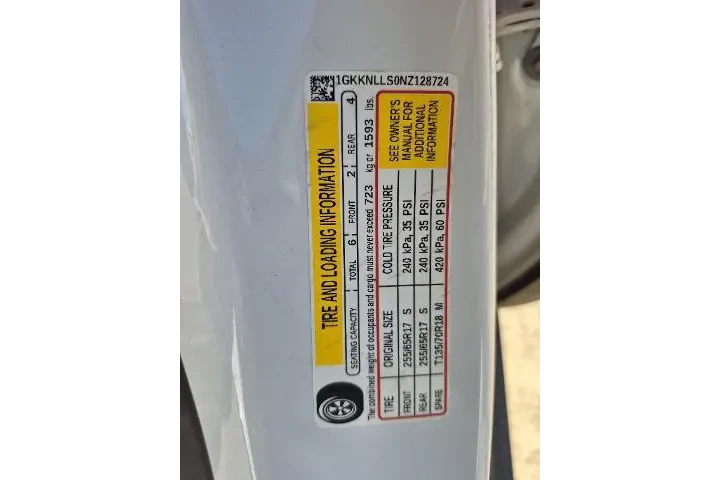 1GKKNLLS0NZ128724
TIRE AND LOADING INFORMATION
SEATING CAPACITY TOTAL 6 FRONT 2 REAR 4
The combined weight of occupants and cargo must never exceed 723 kg or 1593 lbs.
TIRE ORIGINAL SIZE COLD TIRE PRESSURE
FRONT 255/65R17 S 240 kPa, 35 PSI
REAR 255/65R17 S 240 kPa, 35 PSI
SPARE T135/70R18 M 420 kPa, 60 PSI
SEE OWNER'S
MANUAL FOR
ADDITIONAL
INFORMATION